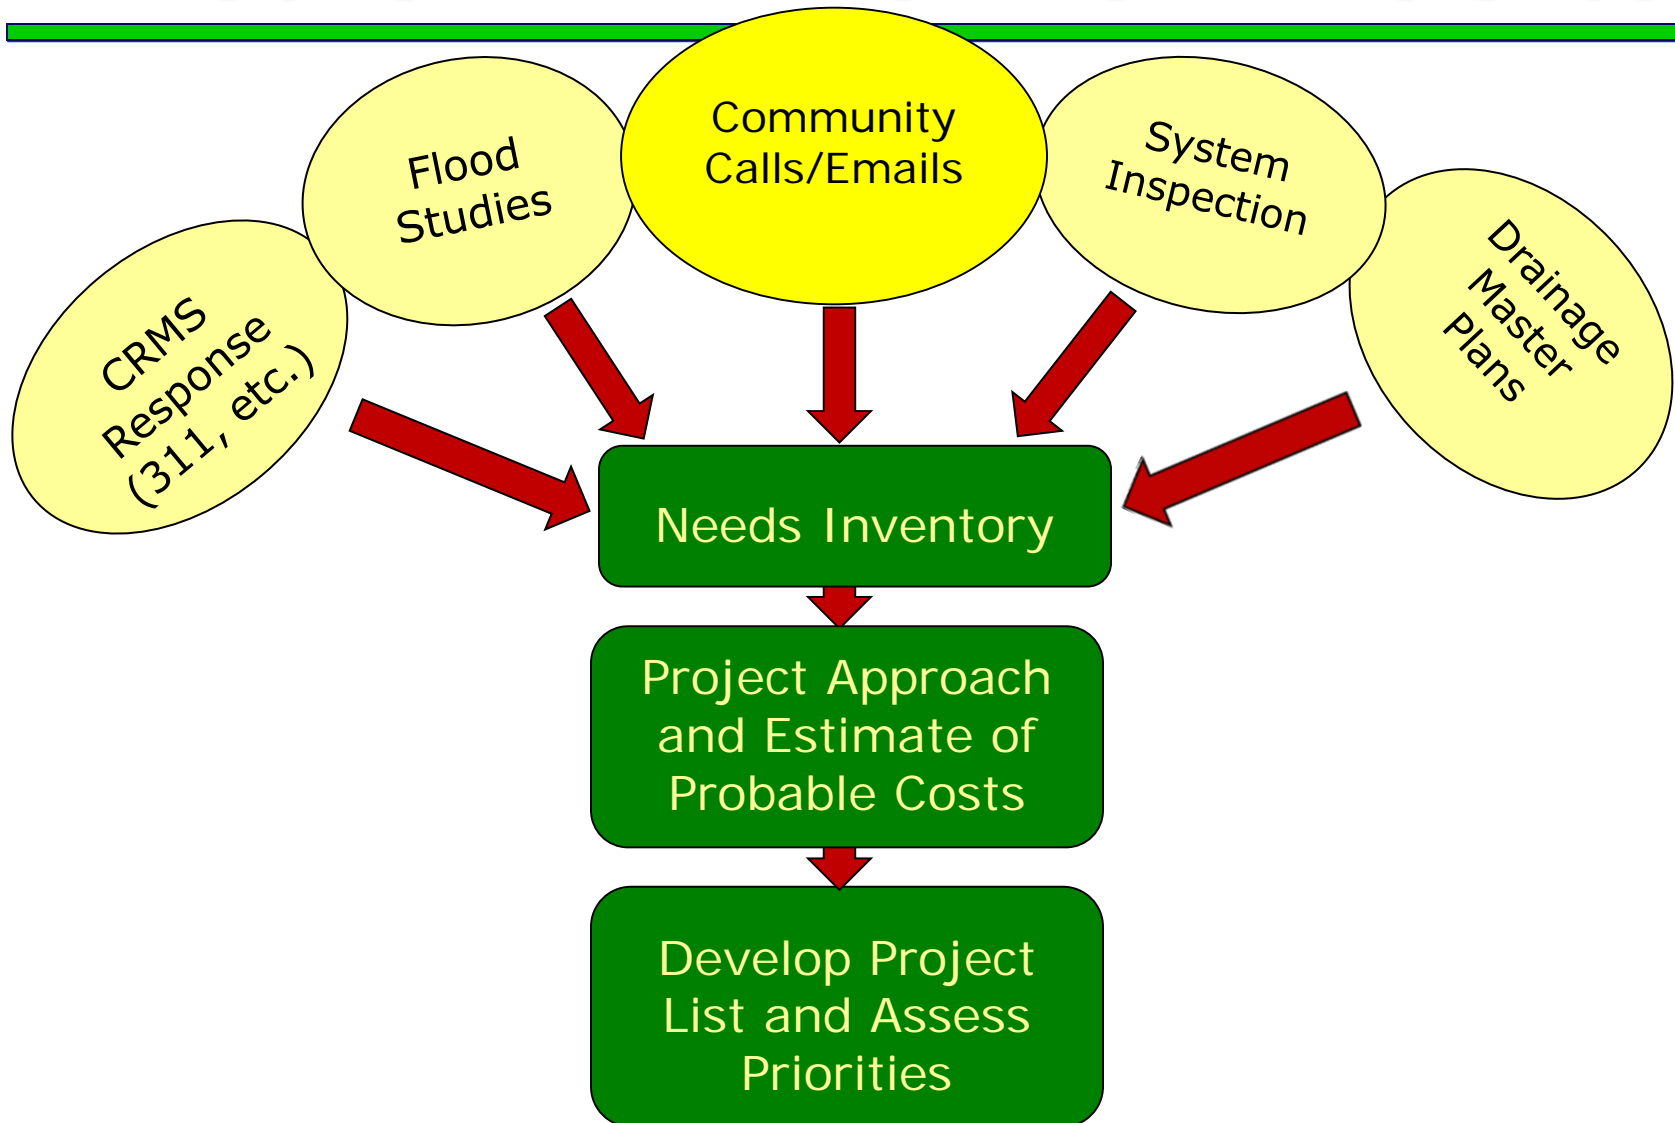 CRMS
Response
(311, etc.)
Flood
Studies
Community
Calls/Emails
System
Inspection
Drainage
Master
Plans
Needs Inventory
Project Approach
and Estimate of
Probable Costs
Develop Project
List and Assess
Priorities